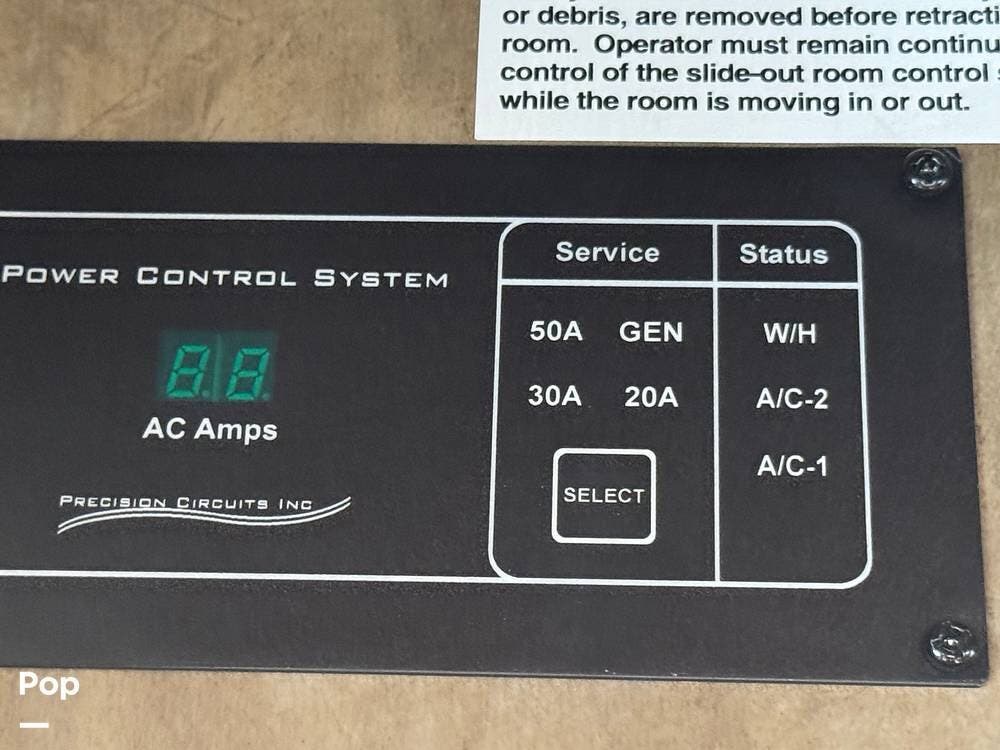 or debris, are removed before retracti
room. Operator must remain continu
control of the slide-out room control
while the room is moving in or out.
POWER CONTROL SYSTEM
8.8.
AC Amps
PRECISION CIRCUITS INC
Service
Status
50A GEN
W/H
30A 20A
A/C-2
A/C-1
SELECT
Pop